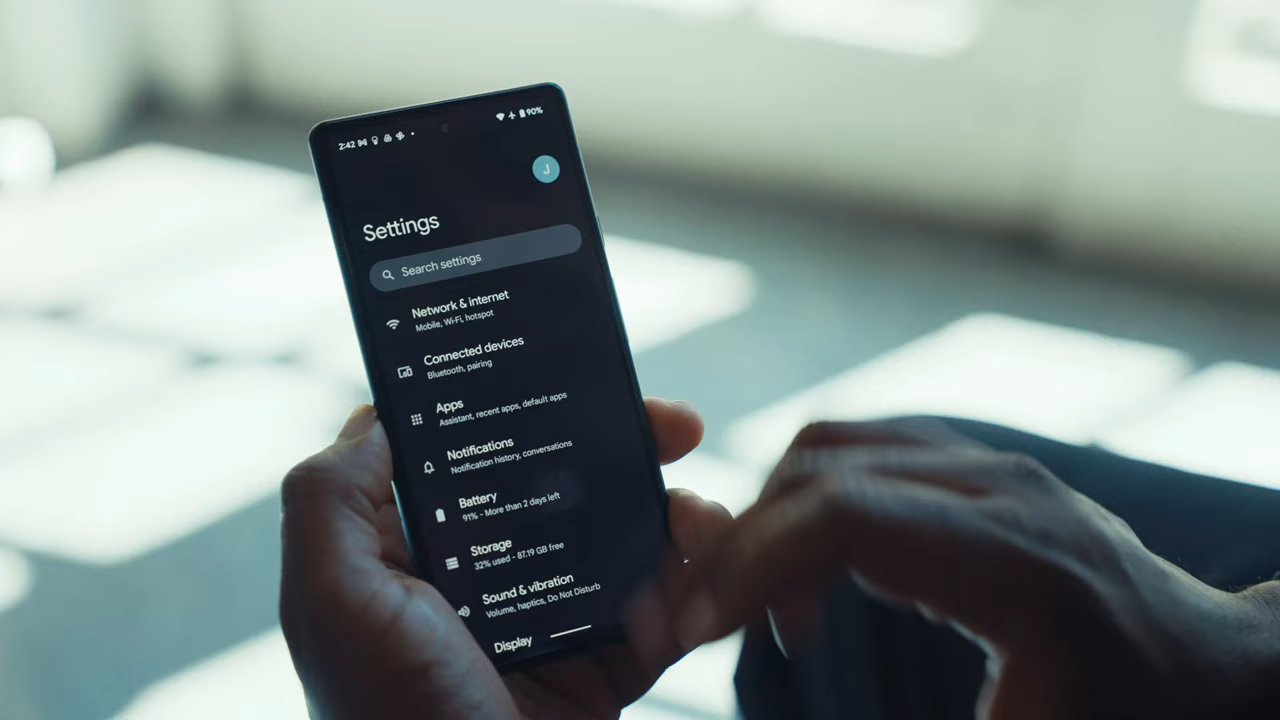 2:42
90%
J
Settings
Search settings
Network & internet
Mobile, Wi-Fi, hotspot
Connected devices
Bluetooth, pairing
Apps
Assistant, recent apps, default apps
Notifications
Notification history, conversations
Battery
91% - More than 2 days left
Storage
32% used - 87.19 GB free
Sound & vibration
Volume, haptics, Do Not Disturb
Display